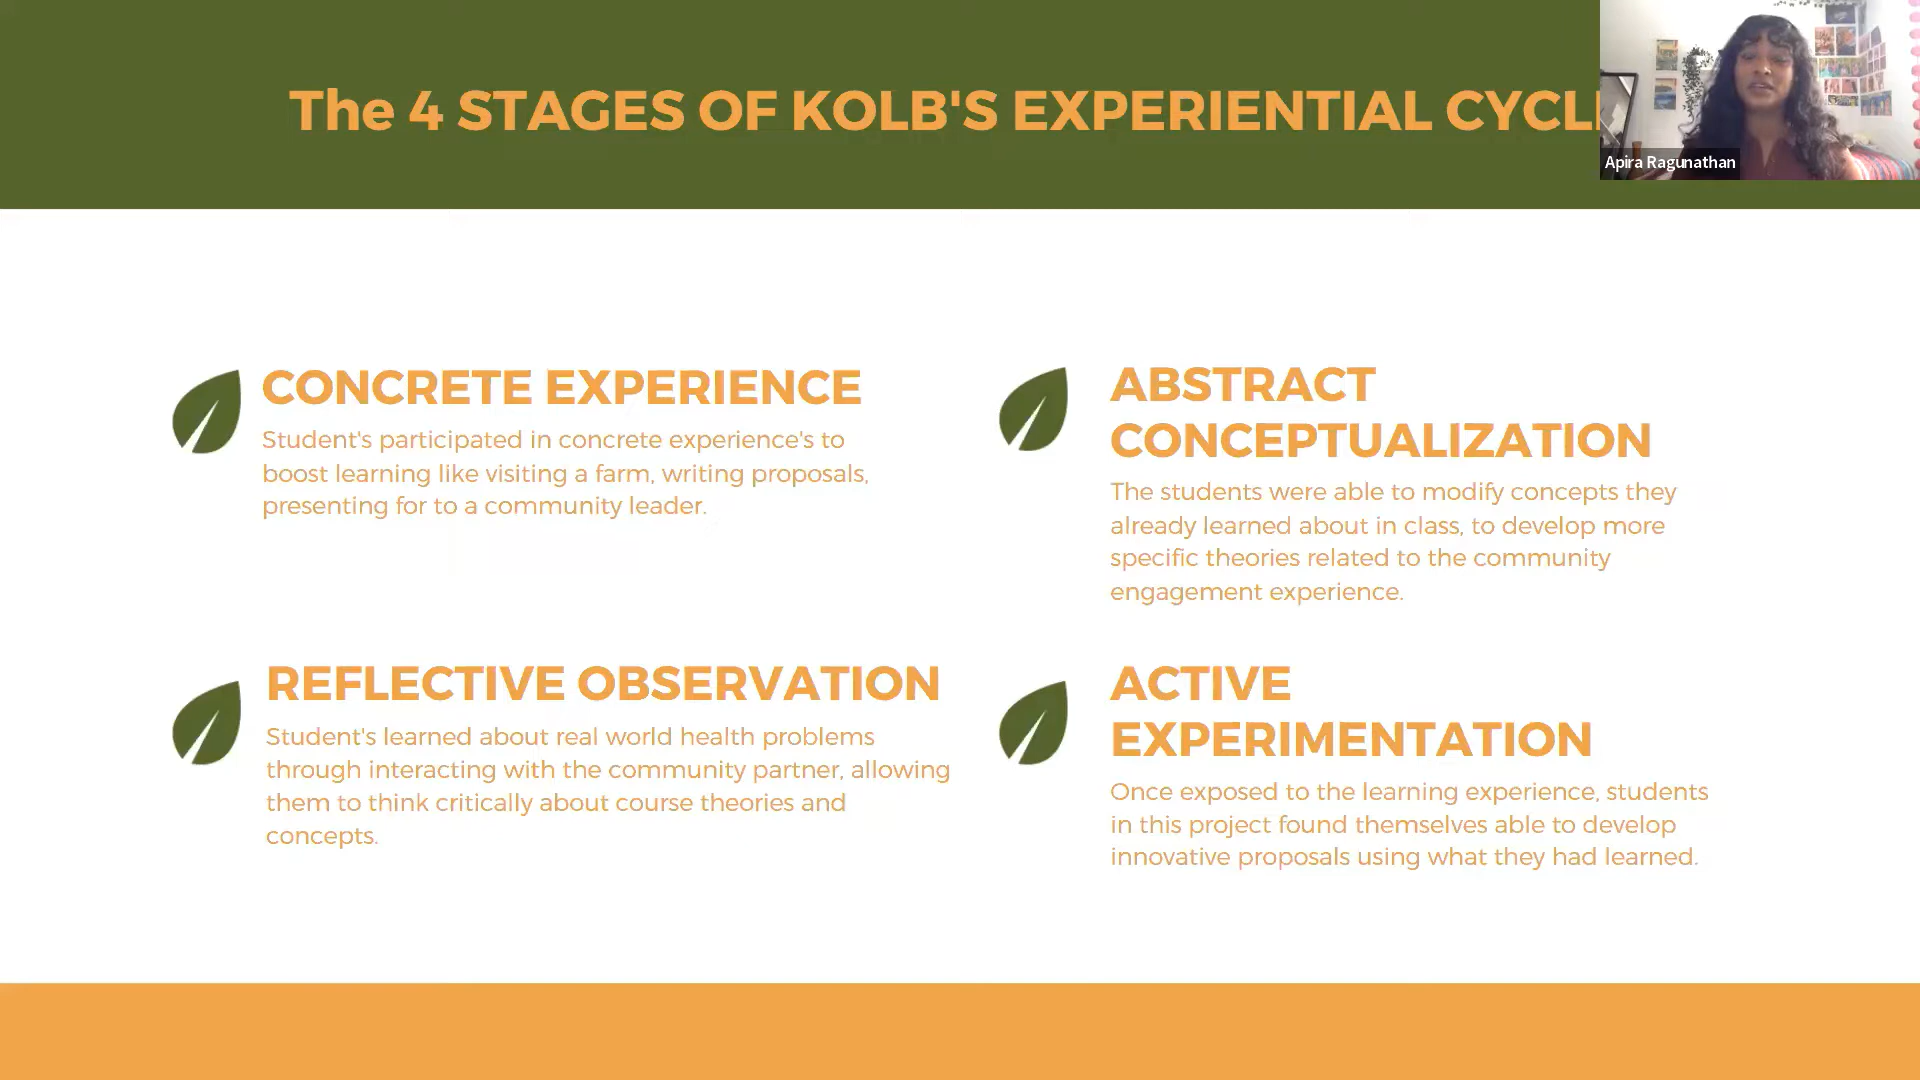 The 4 STAGES OF KOLB'S EXPERIENTIAL CYCL
Apira Ragunathan
CONCRETE EXPERIENCE
Student's participated in concrete experience's to
boost learning like visiting a farm, writing proposals,
presenting for to a community leader.
REFLECTIVE OBSERVATION
Student's learned about real world health problems
through interacting with the community partner, allowing
them to think critically about course theories and
concepts.
ABSTRACT
CONCEPTUALIZATION
The students were able to modify concepts they
already learned about in class, to develop more
specific theories related to the community
engagement experience.
ACTIVE
EXPERIMENTATION
Once exposed to the learning experience, students
in this project found themselves able to develop
innovative proposals using what they had learned.